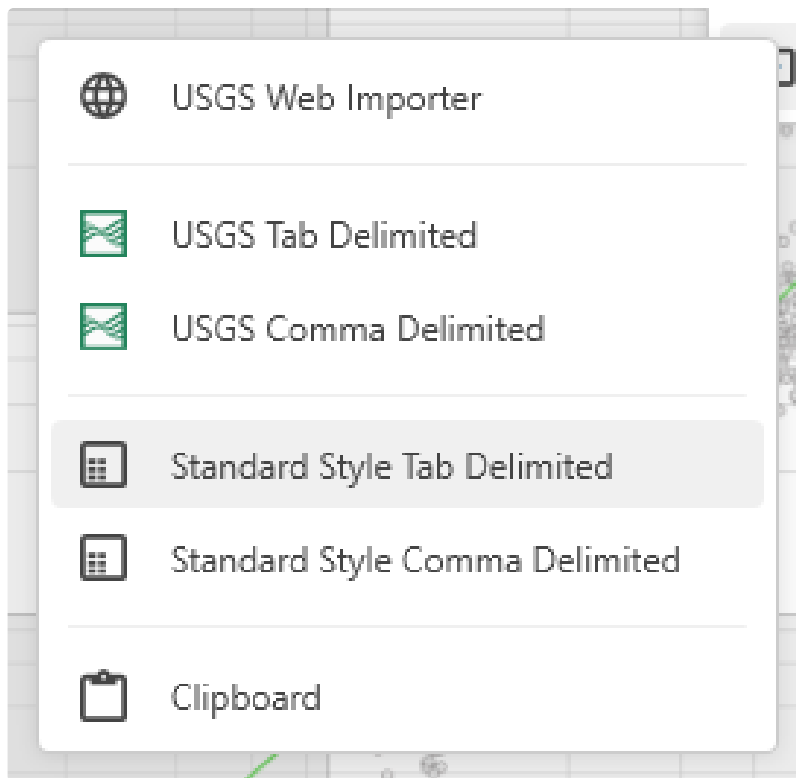 USGS Web Importer
USGS Tab Delimited
USGS Comma Delimited
Standard Style Tab Delimited
Standard Style Comma Delimited
Clipboard